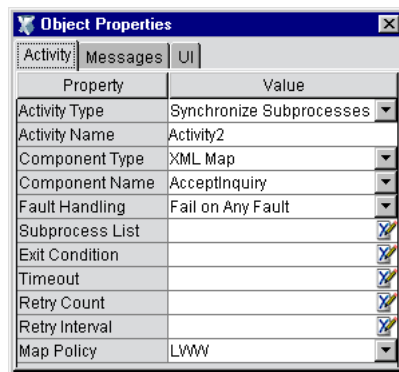 Object Properties
Activity Messages UI
Property Value
Activity Type Synchronize Subprocesses
Activity Name Activity2
Component Type XML Map
Component Name AcceptInquiry
Fault Handling Fail on Any Fault
Subprocess List
Exit Condition
Timeout
Retry Count
Retry Interval
Map Policy LWW